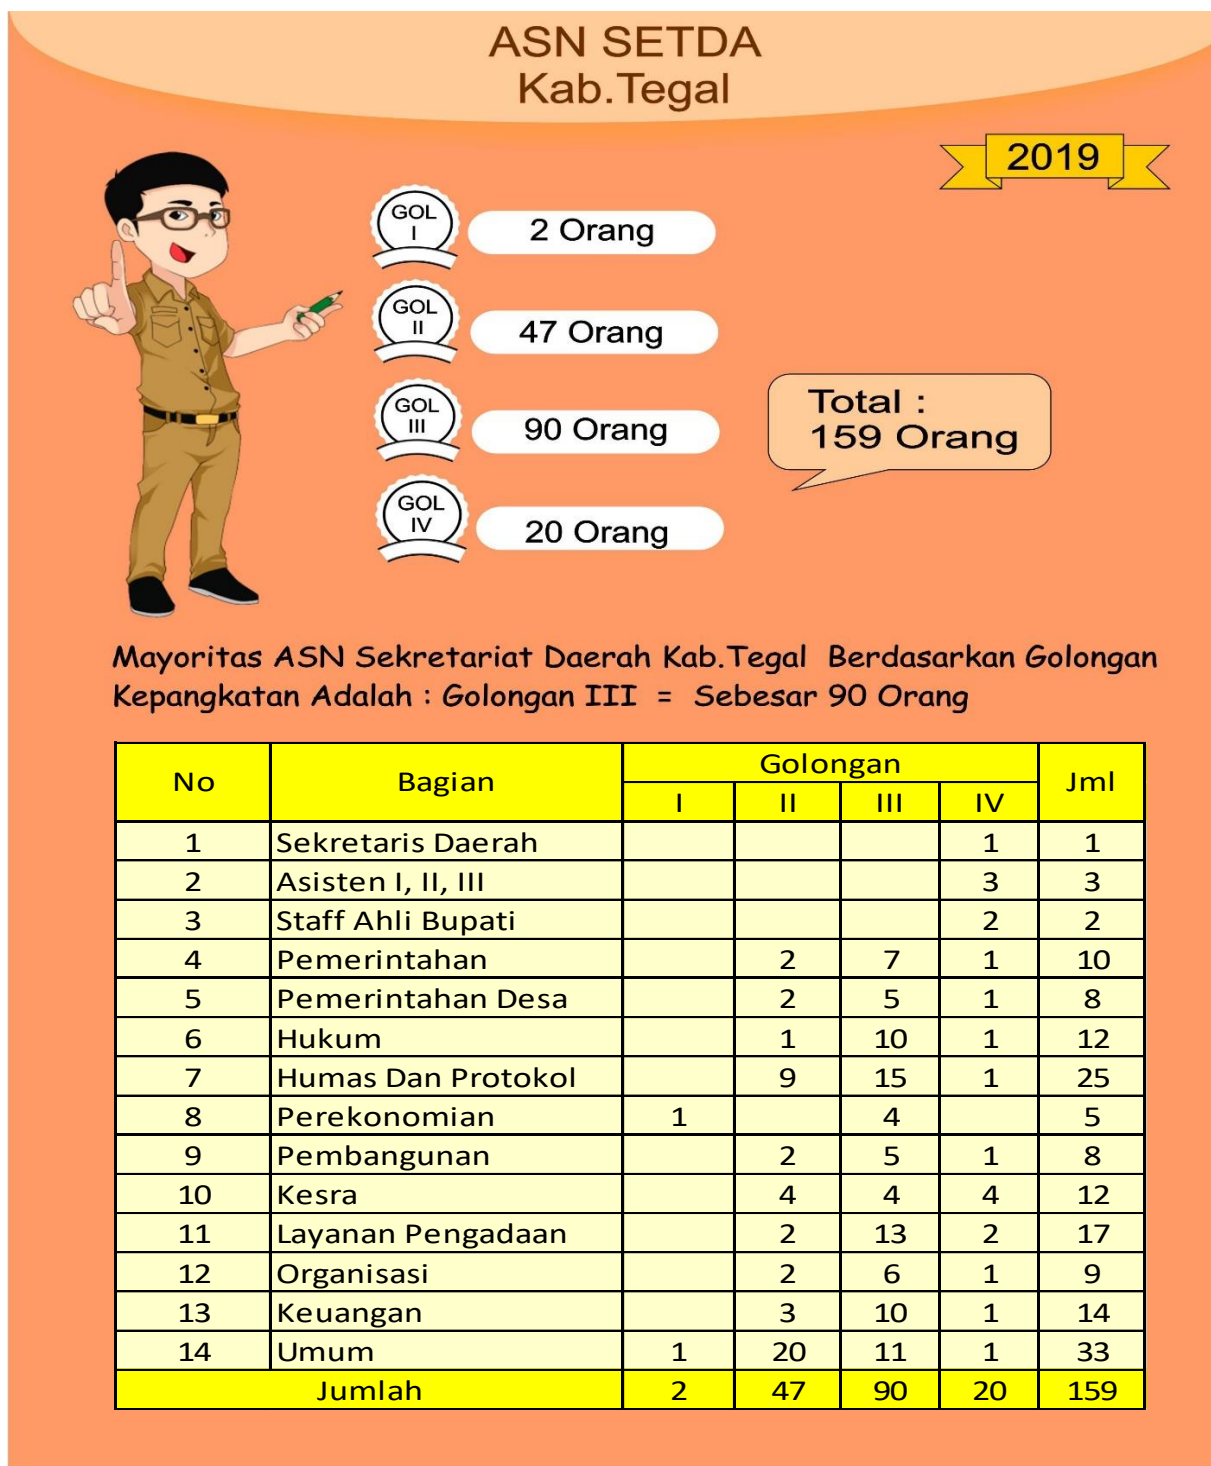 ASN SETDA
Kab.Tegal
2019
GOL
I
2 Orang
GOL
II
47 Orang
GOL
III
90 Orang
GOL
IV
20 Orang
Total :
159 Orang
Mayoritas ASN Sekretariat Daerah Kab.Tegal Berdasarkan Golongan
Kepangkatan Adalah : Golongan III = Sebesar 90 Orang
No Bagian Golongan Jml
I II III IV
1 Sekretaris Daerah 1 1
2 Asisten I, II, III 3 3
3 Staff Ahli Bupati 2 2
4 Pemerintahan 2 7 1 10
5 Pemerintahan Desa 2 5 1 8
6 Hukum 1 10 1 12
7 Humas Dan Protokol 9 15 1 25
8 Perekonomian 1 4 5
9 Pembangunan 2 5 1 8
10 Kesra 4 4 4 12
11 Layanan Pengadaan 2 13 2 17
12 Organisasi 2 6 1 9
13 Keuangan 3 10 1 14
14 Umum 1 20 11 1 33
Jumlah 2 47 90 20 159